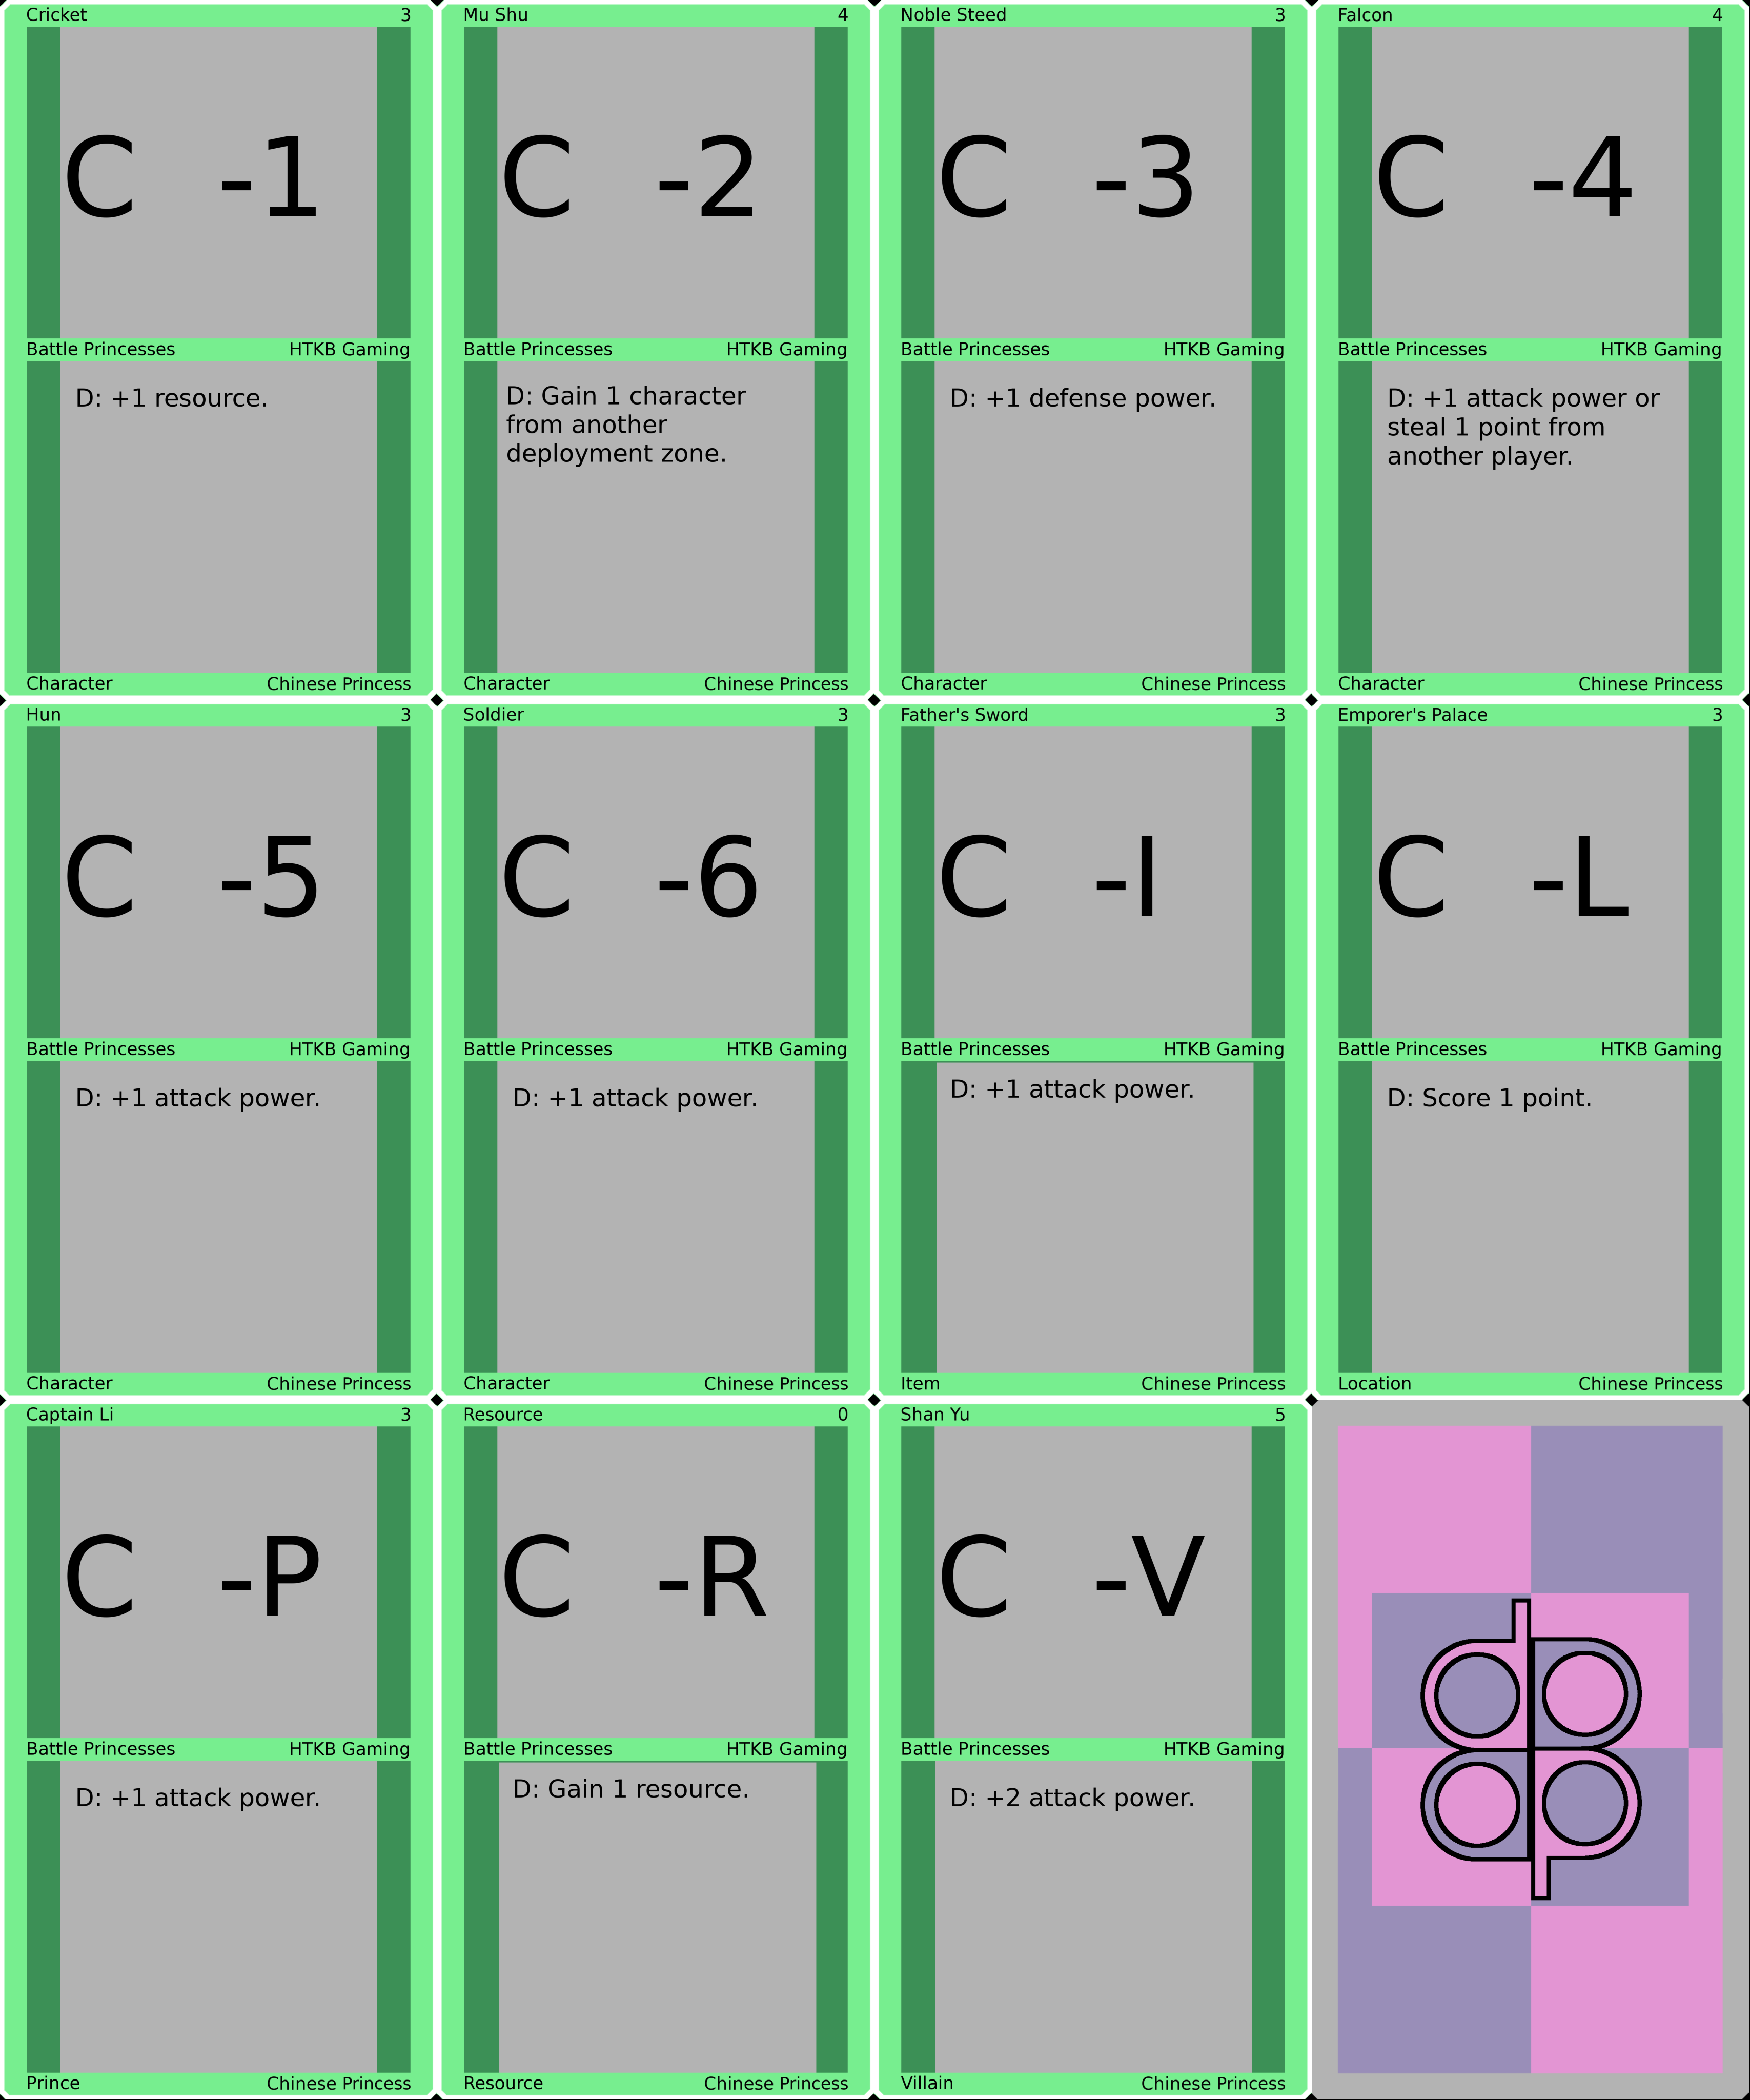 Cricket 3
C -1
Battle Princesses HTKB Gaming
D: +1 resource.
Character Chinese Princess
Mu Shu 4
C -2
Battle Princesses HTKB Gaming
D: Gain 1 character
from another
deployment zone.
Character Chinese Princess
Noble Steed 3
C -3
Battle Princesses HTKB Gaming
D: +1 defense power.
Character Chinese Princess
Falcon 4
C -4
Battle Princesses HTKB Gaming
D: +1 attack power or
steal 1 point from
another player.
Character Chinese Princess
Hun 3
C -5
Battle Princesses HTKB Gaming
D: +1 attack power.
Character Chinese Princess
Soldier 3
C -6
Battle Princesses HTKB Gaming
D: +1 attack power.
Character Chinese Princess
Father's Sword 3
C -I
Battle Princesses HTKB Gaming
D: +1 attack power.
Item Chinese Princess
Emporer's Palace 3
C -L
Battle Princesses HTKB Gaming
D: Score 1 point.
Location Chinese Princess
Captain Li 3
C -P
Battle Princesses HTKB Gaming
D: +1 attack power.
Prince Chinese Princess
Resource 0
C -R
Battle Princesses HTKB Gaming
D: Gain 1 resource.
Resource Chinese Princess
Shan Yu 5
C -V
Battle Princesses HTKB Gaming
D: +2 attack power.
Villain Chinese Princess